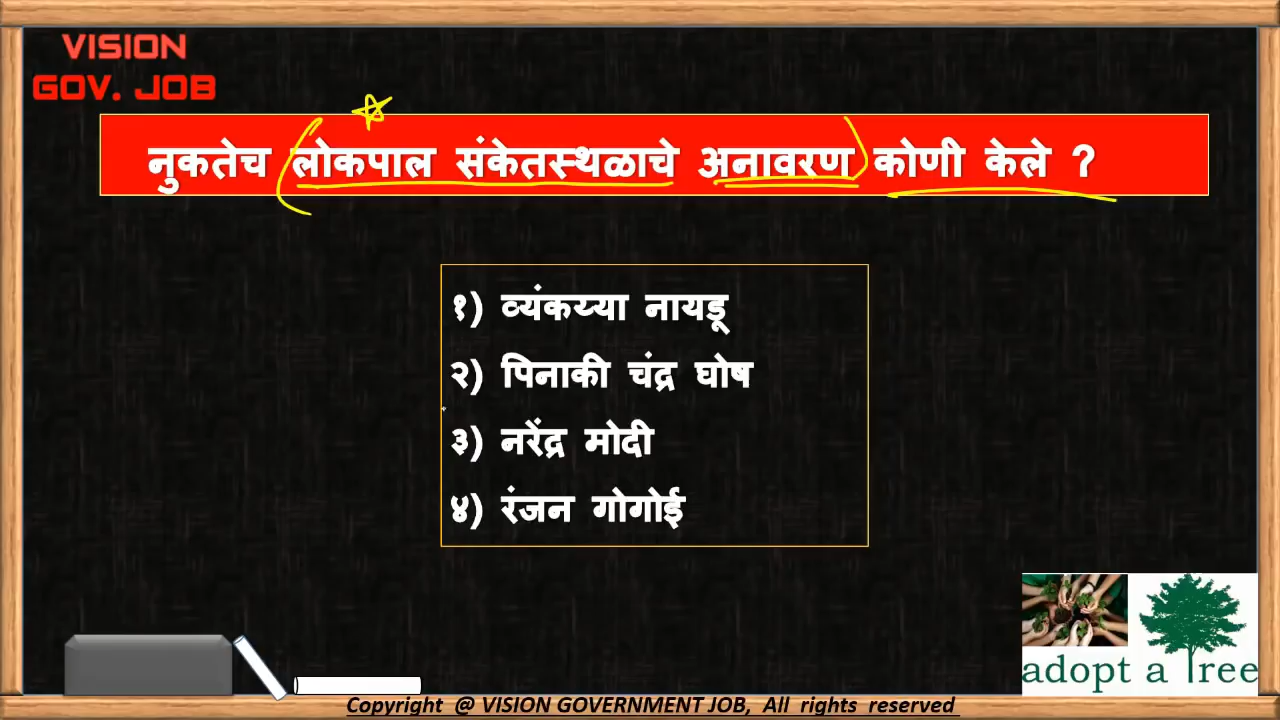 VISION
GOV. JOB
नुकतेच लोकपाल संकेतस्थळाचे अनावरण कोणी केले ?
१) व्यंकय्या नायडू
२) पिनाकी चंद्र घोष
३) नरेंद्र मोदी
४) रंजन गोगोई
adopt a Tree
Copyright @ VISION GOVERNMENT JOB, All rights reserved